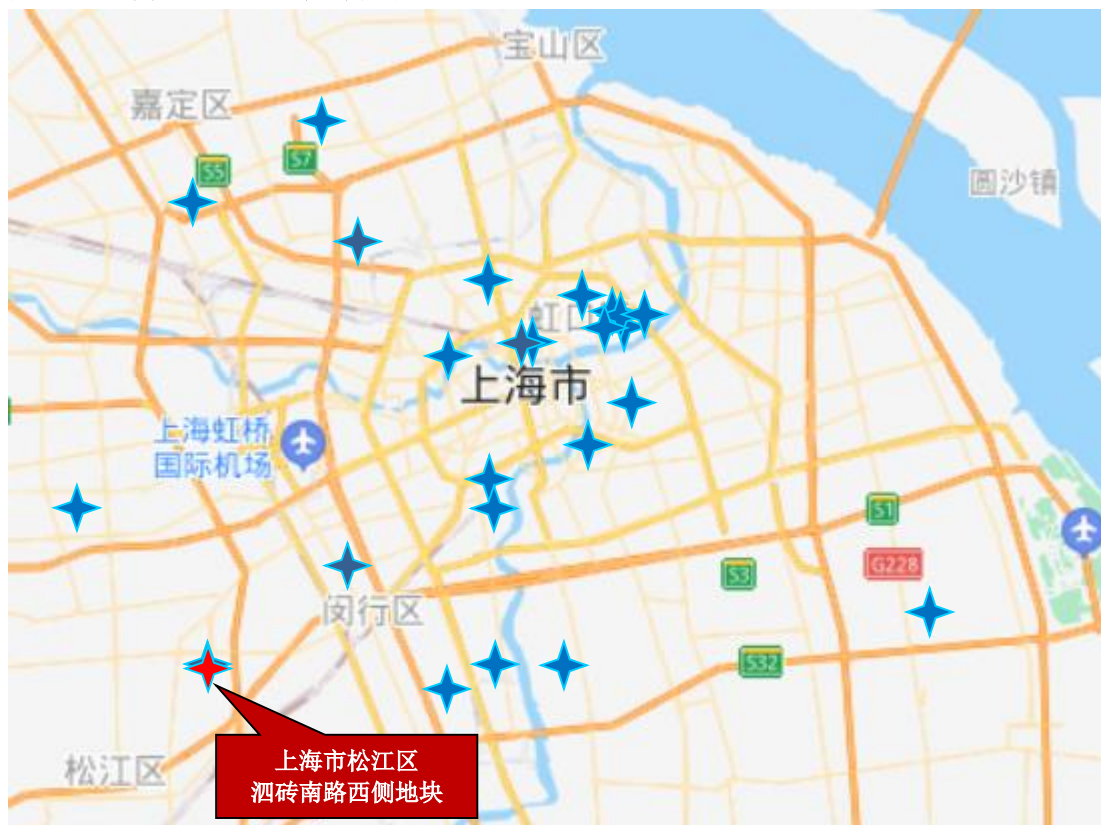 宝山区
嘉定区
S7
S5
圆沙镇
虹口
上海市
上海虹桥
国际机场
S1
G228
S3
闵行区
S32
上海市松江区
泗砖南路西侧地块
松江区